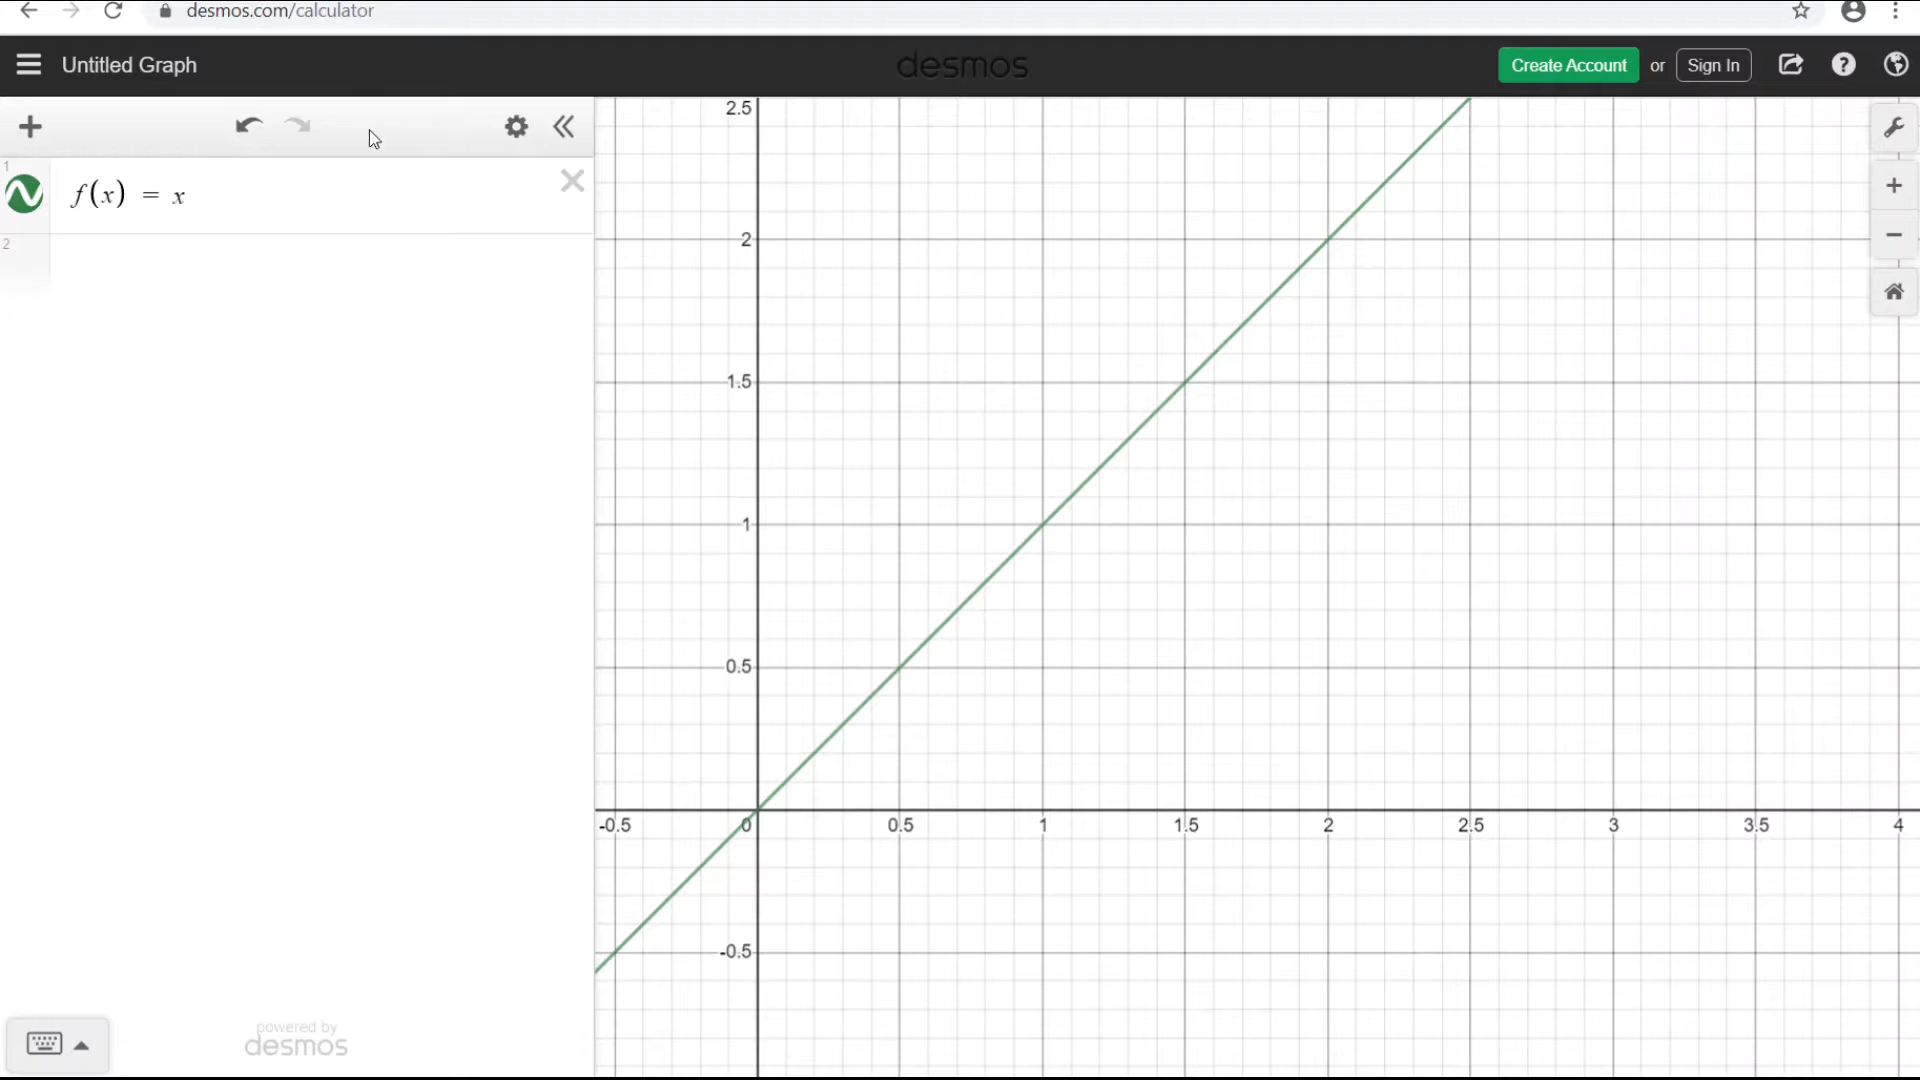 desmos.com/calculator
Untitled Graph
desmos
Create Account or Sign In
1
f(x) = x
2
2.5
2
1.5
1
0.5
-0.5 0 0.5 1 1.5 2 2.5 3 3.5 4
-0.5
powered by
desmos